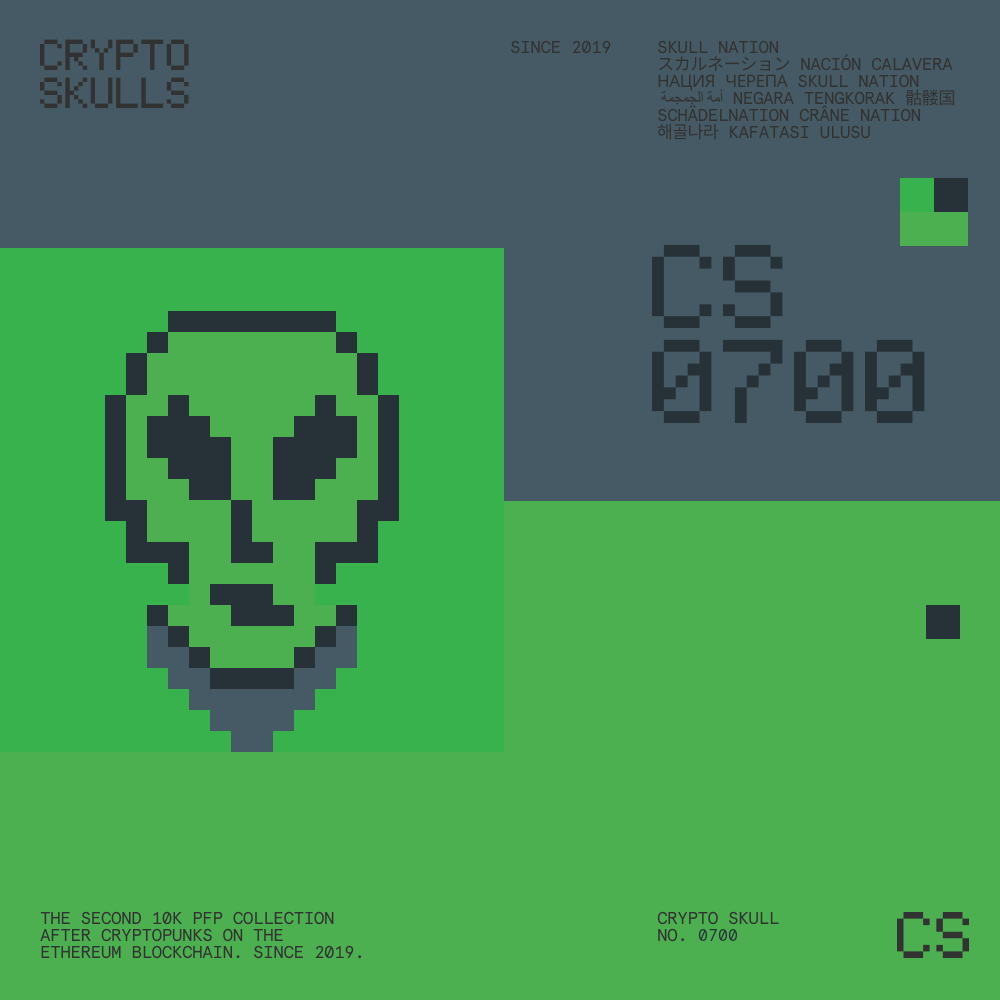 CRYPTO
SKULLS
SINCE 2019
SKULL NATION
スカルネーション NACIÓN CALAVERA
НАЦИЯ ЧЕРЕПА SKULL NATION
أمة الجمجمة NEGARA TENGKORAK 骷髅国
SCHÄDELNATION CRÂNE NATION
해골나라 KAFATASI ULUSU
CS
0700
THE SECOND 10K PFP COLLECTION
AFTER CRYPTOPUNKS ON THE
ETHEREUM BLOCKCHAIN. SINCE 2019.
CRYPTO SKULL
NO. 0700
CS